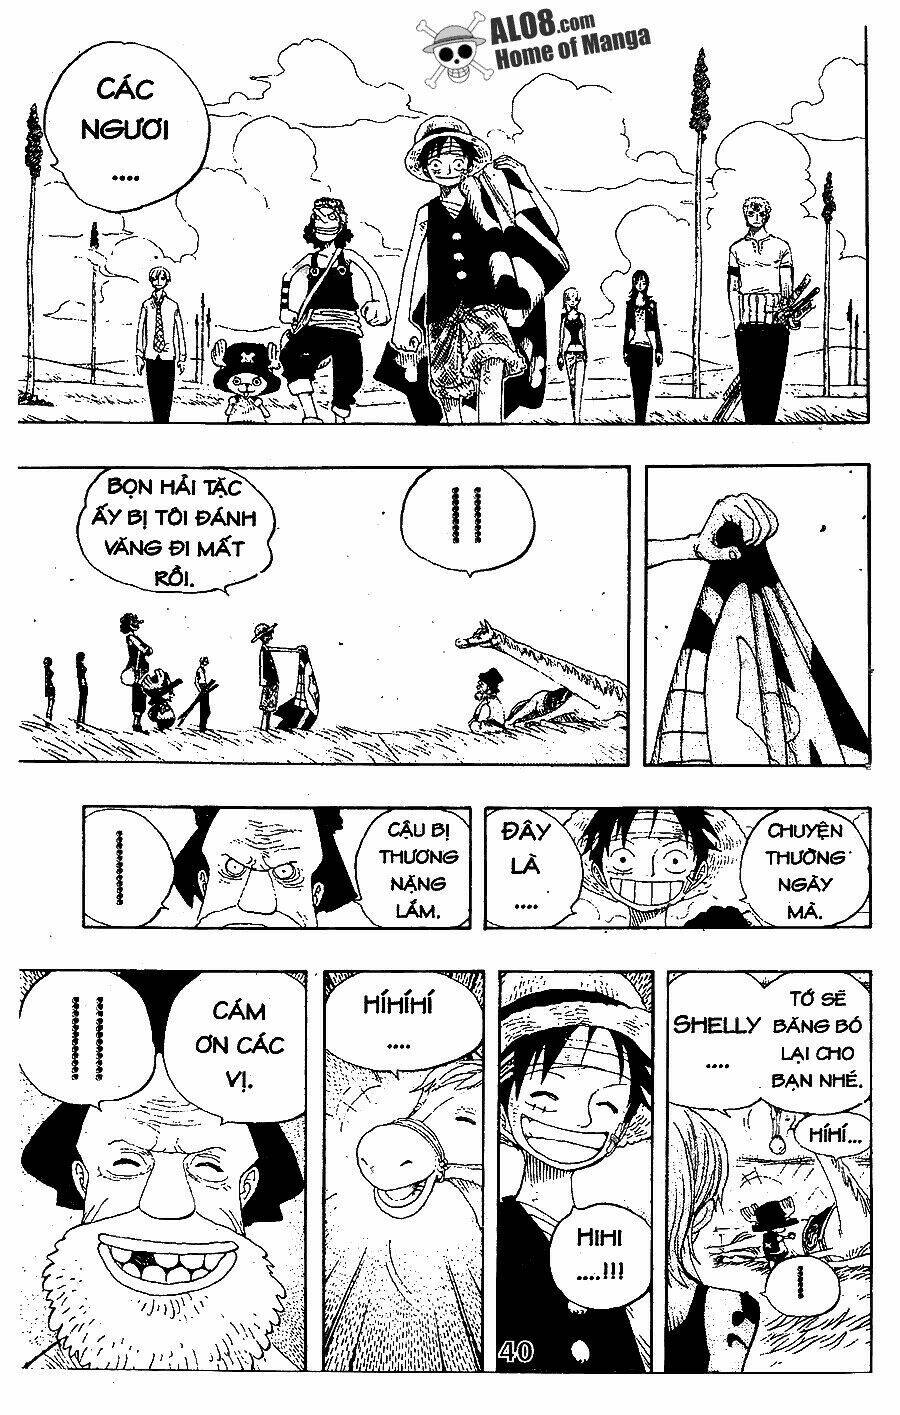 ALO8.com
Home of Manga
CÁC
NGƯƠI
....
BỌN HẢI TẶC
ẤY BỊ TÔI ĐÁNH
VĂNG ĐI MẤT
RỒI.
CHUYỆN
THƯỜNG
NGÀY
MÀ.
ĐÂY
LÀ
....
CẬU BỊ
THƯƠNG
NẶNG
LẮM.
TỚ SẼ
BĂNG BÓ
LẠI CHO
BẠN NHÉ.
SHELLY
....
HÍHÍ...
HIHI
....!!!
HÍHÍHÍ
....
CÁM
ƠN CÁC
VỊ.
40